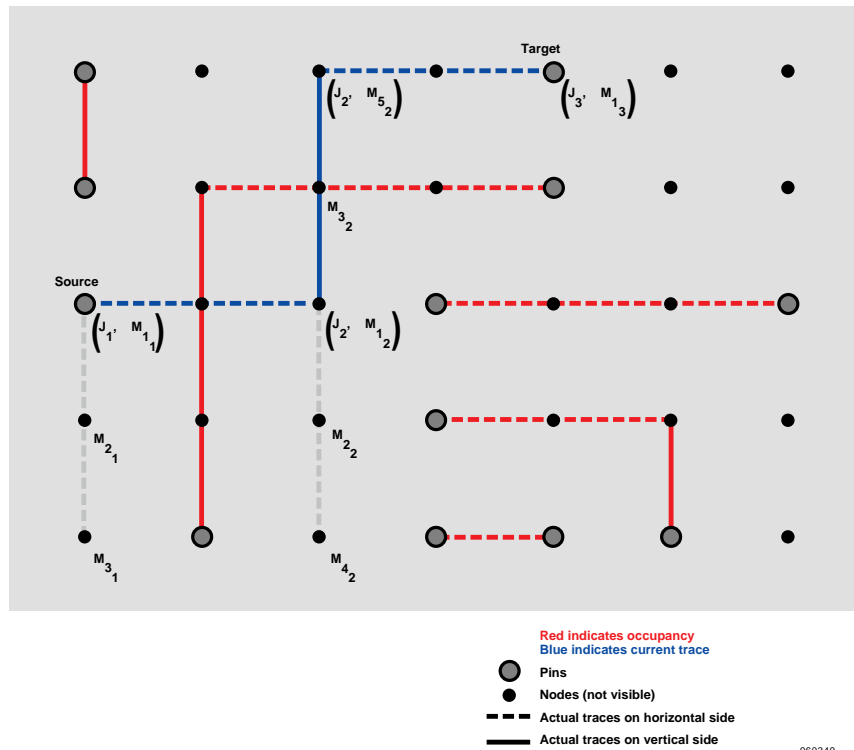 Target
(J2, M52)
(J3, M13)
M32
Source
(J1, M11)
(J2, M12)
M21
M22
M31
M42
Red indicates occupancy
Blue indicates current trace
Pins
Nodes (not visible)
Actual traces on horizontal side
Actual traces on vertical side